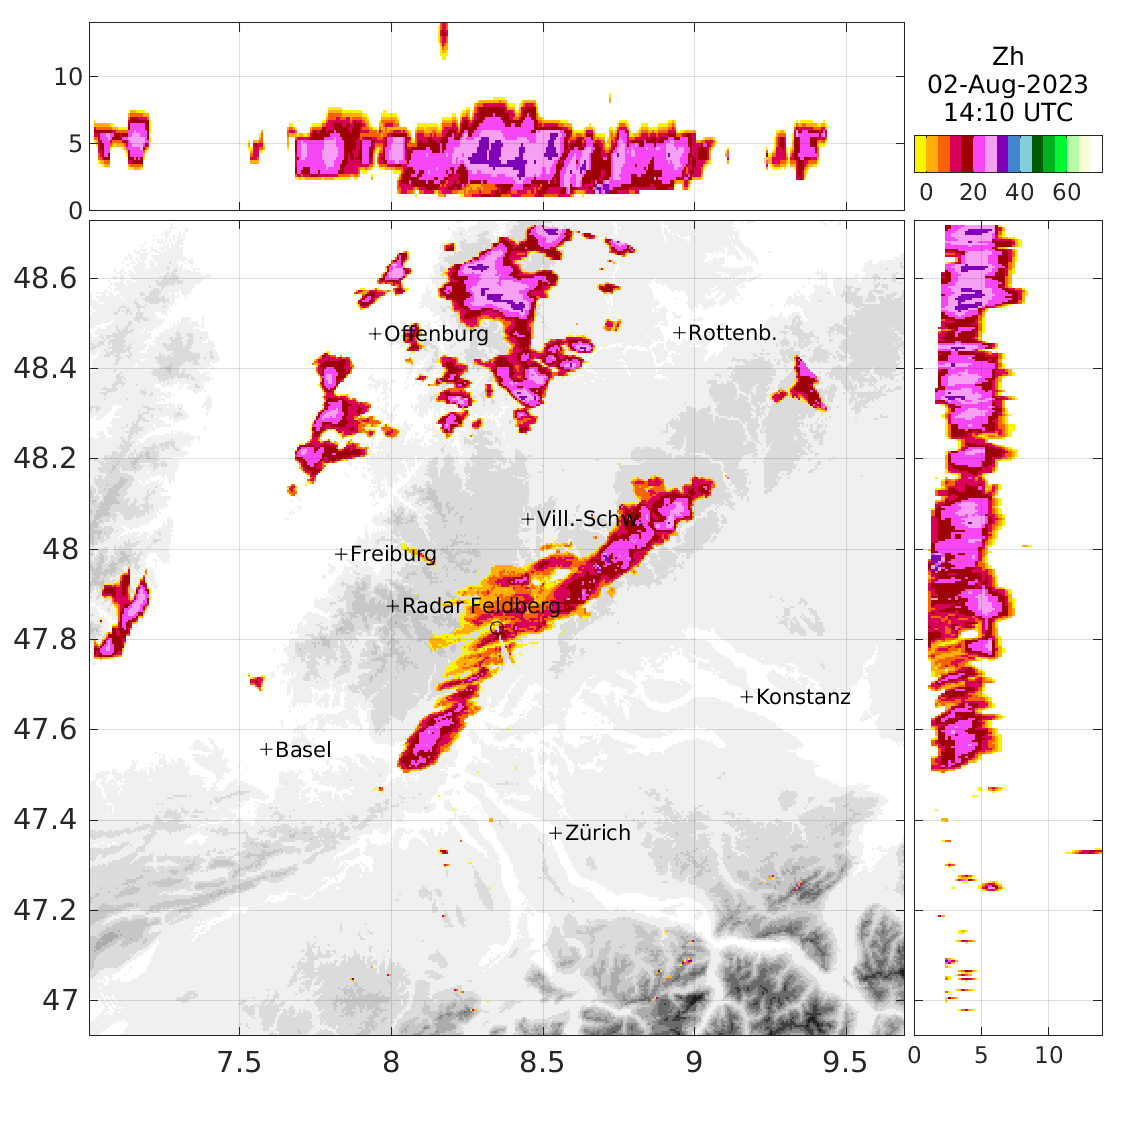 10
5
0
Zh
02-Aug-2023
14:10 UTC
0 20 40 60
48.6
48.4
48.2
48
47.8
47.6
47.4
47.2
47
Offenburg
Rottenb.
Vill.-Schw.
Freiburg
Radar Feldberg
Konstanz
Basel
Zürich
7.5 8 8.5 9 9.5
0 5 10